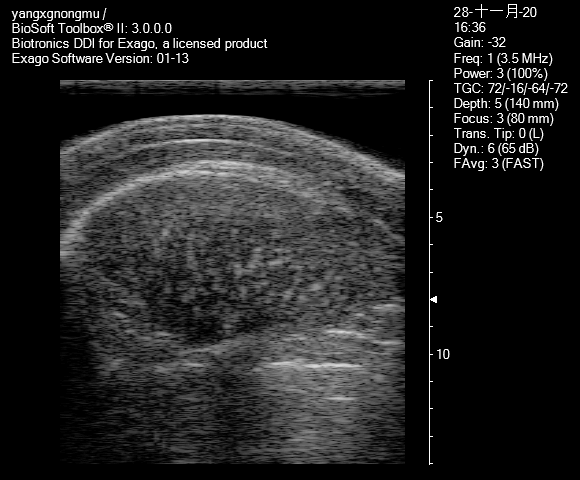 yangxgnongmu /
BioSoft Toolbox® II: 3.0.0.0
Biotronics DDI for Exago, a licensed product
Exago Software Version: 01-13
28-十一月-20
16:36
Gain: -32
Freq: 1 (3.5 MHz)
Power: 3 (100%)
TGC: 72/-16/-64/-72
Depth: 5 (140 mm)
Focus: 3 (80 mm)
Trans. Tip: 0 (L)
Dyn.: 6 (65 dB)
FAvg: 3 (FAST)
5
10